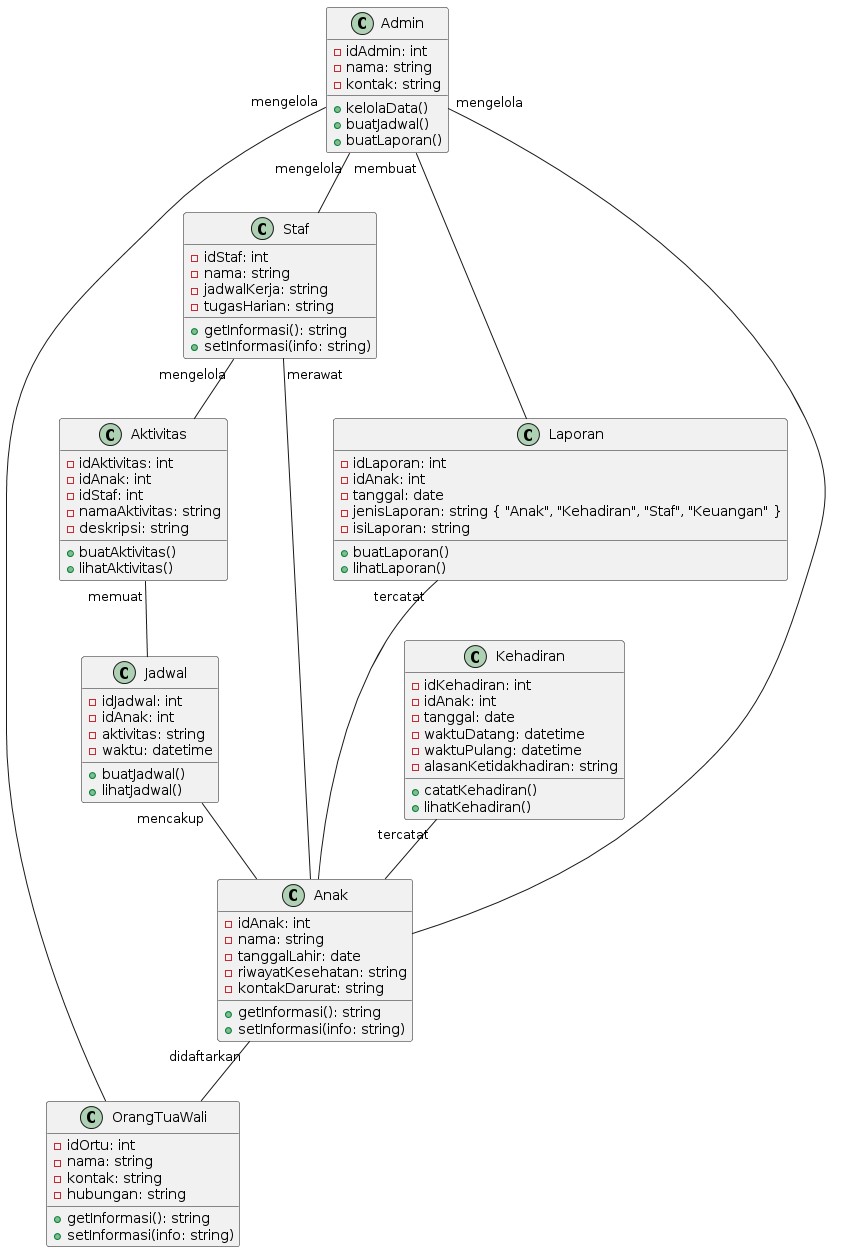 C Admin
idAdmin: int
nama: string
kontak: string
kelolaData()
buatJadwal()
buatLaporan()
mengelola
mengelola
mengelola
membuat
C Staf
idStaf: int
nama: string
jadwalKerja: string
tugasHarian: string
getInformasi(): string
setInformasi(info: string)
mengelola
merawat
C Aktivitas
idAktivitas: int
idAnak: int
idStaf: int
namaAktivitas: string
deskripsi: string
buatAktivitas()
lihatAktivitas()
C Laporan
idLaporan: int
idAnak: int
tanggal: date
jenisLaporan: string { "Anak", "Kehadiran", "Staf", "Keuangan" }
isiLaporan: string
buatLaporan()
lihatLaporan()
memuat
tercatat
C Jadwal
idJadwal: int
idAnak: int
aktivitas: string
waktu: datetime
buatJadwal()
lihatJadwal()
C Kehadiran
idKehadiran: int
idAnak: int
tanggal: date
waktuDatang: datetime
waktuPulang: datetime
alasanKetidakhadiran: string
catatKehadiran()
lihatKehadiran()
mencakup
tercatat
C Anak
idAnak: int
nama: string
tanggalLahir: date
riwayatKesehatan: string
kontakDarurat: string
getInformasi(): string
setInformasi(info: string)
didaftarkan
C OrangTuaWali
idOrtu: int
nama: string
kontak: string
hubungan: string
getInformasi(): string
setInformasi(info: string)